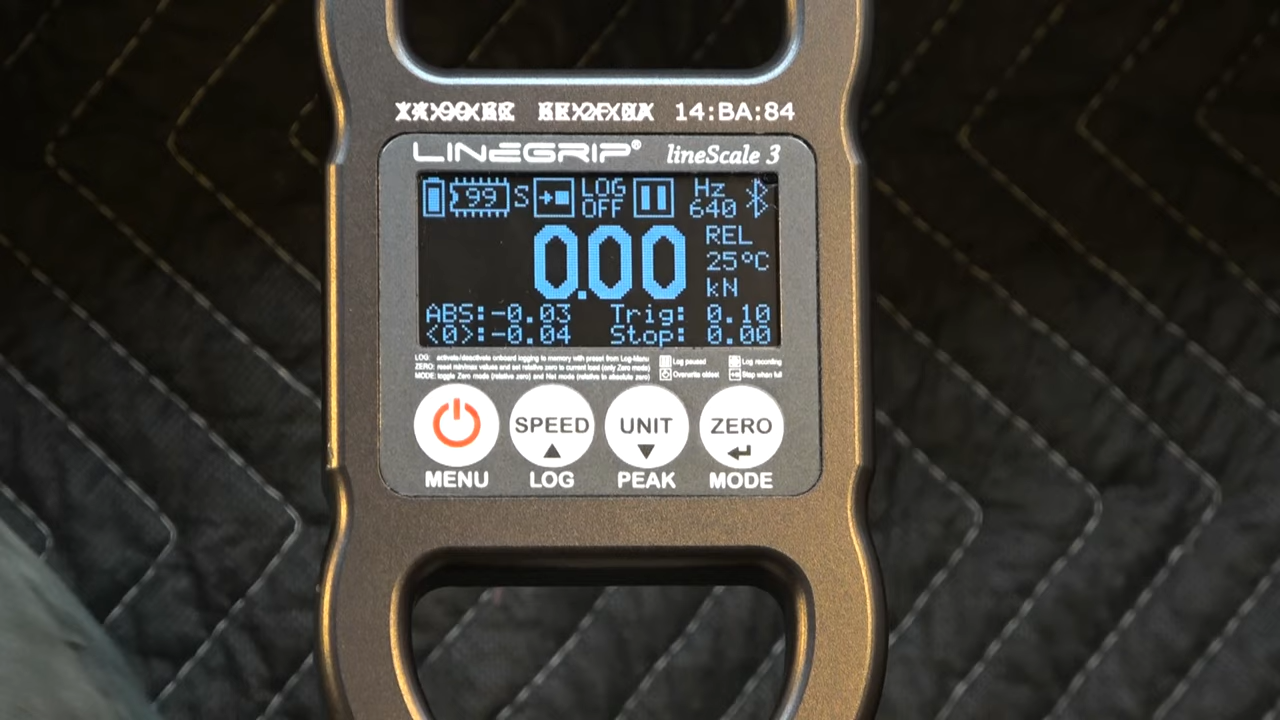 14:BA:84
LINEGRIP® lineScale 3
99 S LOG OFF Hz 640
0.00 REL
25°C
kN
ABS:-0.03 Trig: 0.10
<0>:-0.04 Stop: 0.00
LOG: activate/deactivate onboard logging to memory with preset from Log-Menu
ZERO: reset min/max values and set relative zero to current load (only Zero mode)
MODE: toggle Zero mode (relative zero) and Net mode (relative to absolute zero)
Log paused Log recording
Overwrite oldest Stop when full
SPEED UNIT ZERO
MENU LOG PEAK MODE